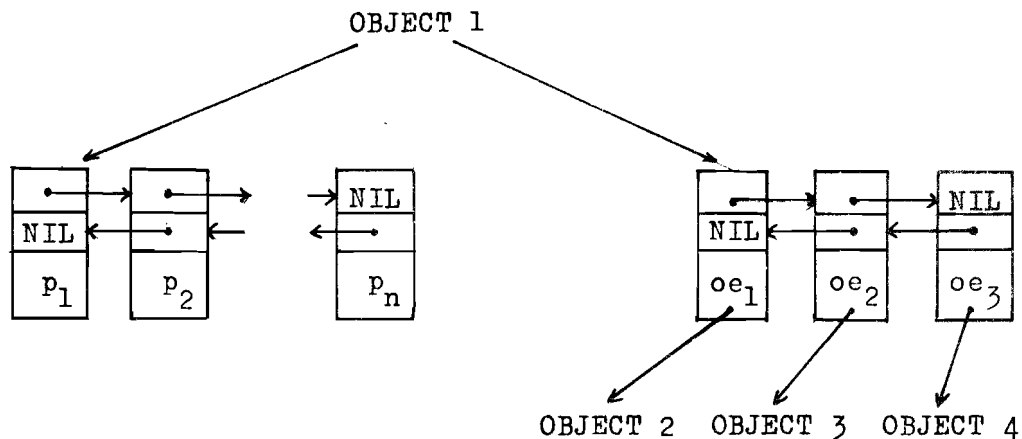 OBJECT 1
NIL NIL
NIL NIL
p1 p2 pn oe1 oe2 oe3
OBJECT 2 OBJECT 3 OBJECT 4